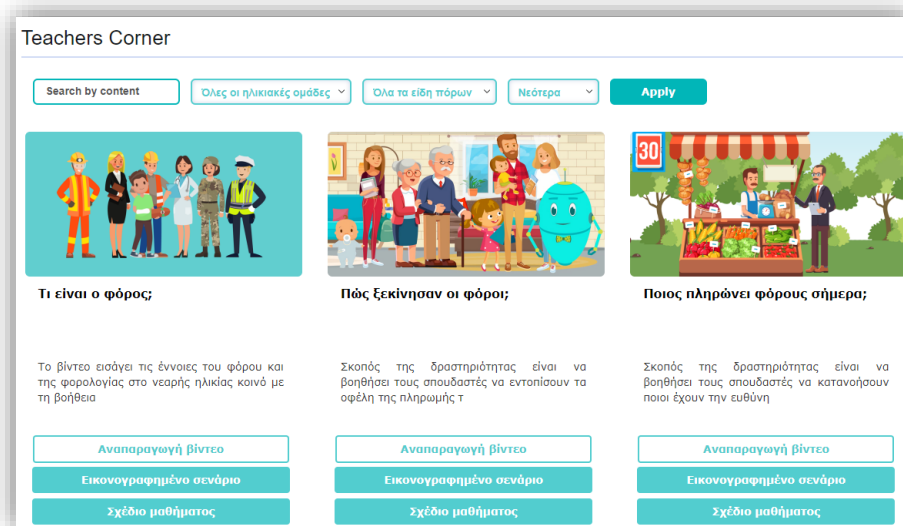 Teachers Corner
Search by content
Όλες οι ηλικιακές ομάδες
Όλα τα είδη πόρων
Νεότερα
Apply
30
Τι είναι ο φόρος;
Το βίντεο εισάγει τις έννοιες του φόρου και
της φορολογίας στο νεαρής ηλικίας κοινό με
τη βοήθεια
Αναπαραγωγή βίντεο
Εικονογραφημένο σενάριο
Σχέδιο μαθήματος
Πώς ξεκίνησαν οι φόροι;
Σκοπός της δραστηριότητας είναι να
βοηθήσει τους σπουδαστές να εντοπίσουν τα
οφέλη της πληρωμής τ
Αναπαραγωγή βίντεο
Εικονογραφημένο σενάριο
Σχέδιο μαθήματος
Ποιος πληρώνει φόρους σήμερα;
Σκοπός της δραστηριότητας είναι να
βοηθήσει τους σπουδαστές να κατανοήσουν
ποιοι έχουν την ευθύνη
Αναπαραγωγή βίντεο
Εικονογραφημένο σενάριο
Σχέδιο μαθήματος